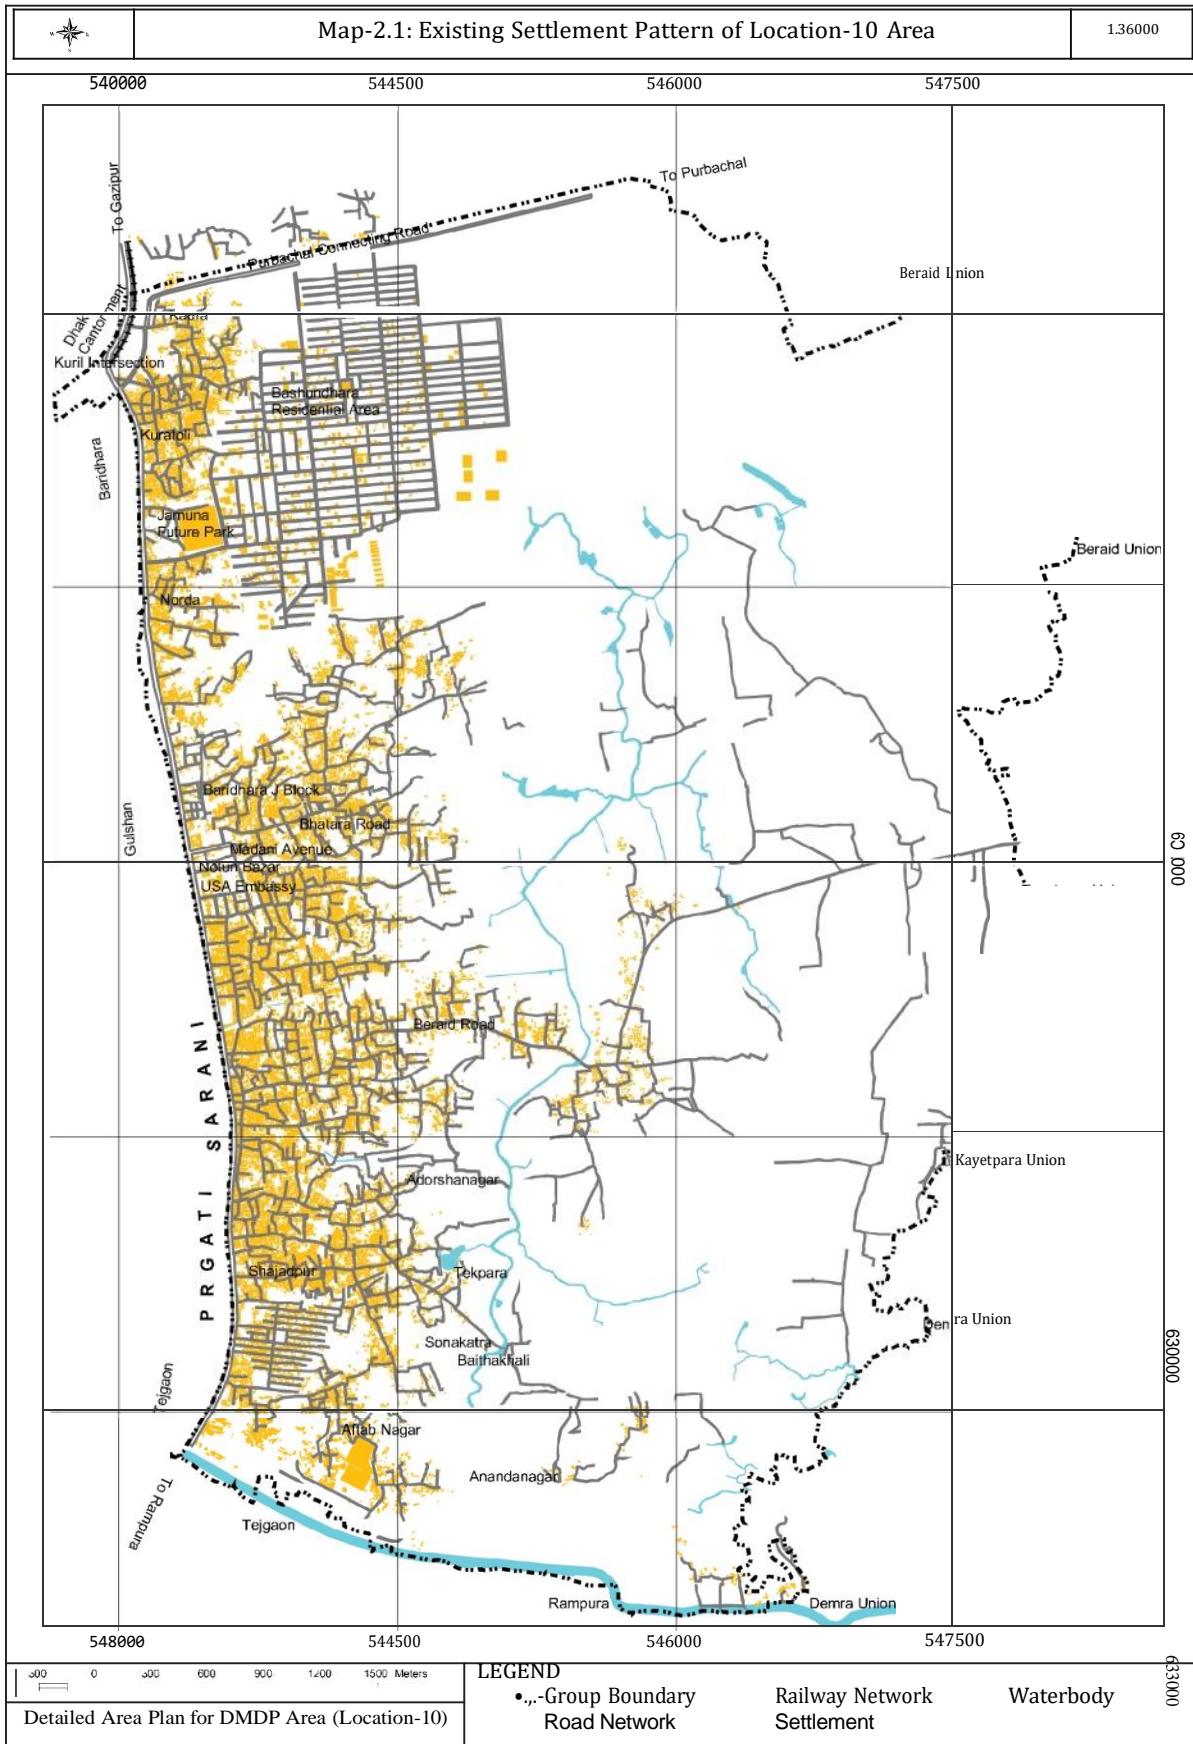 Map-2.1: Existing Settlement Pattern of Location-10 Area
1.36000
540000 544500 546000 547500
To Gazipur
To Purbachal
Purbachal Connecting Road
Beraid Union
Dhak
Cantonment
Kuril Intersection
Bashundhara
Residential Area
Kuratoli
Baridhara
Jamuna
Future Park
Beraid Union
Norda
Baridhara J Block
Bhatara Road
Gulshan
Madani Avenue
Notun Bazar
USA Embassy
60 000
Beraid Road
PRGATI SARANI
Kayetpara Union
Adorshanagar
Shajadpur
Tekpara
ra Union
Sonakatra
Baithakhali
630000
Tejgaon
Aftab Nagar
Anandanagar
To Rampura
Tejgaon
Rampura
Demra Union
548000 544500 546000 547500
300 0 300 600 900 1200 1500 Meters
Detailed Area Plan for DMDP Area (Location-10)
LEGEND
Group Boundary Railway Network Waterbody
Road Network Settlement
633000